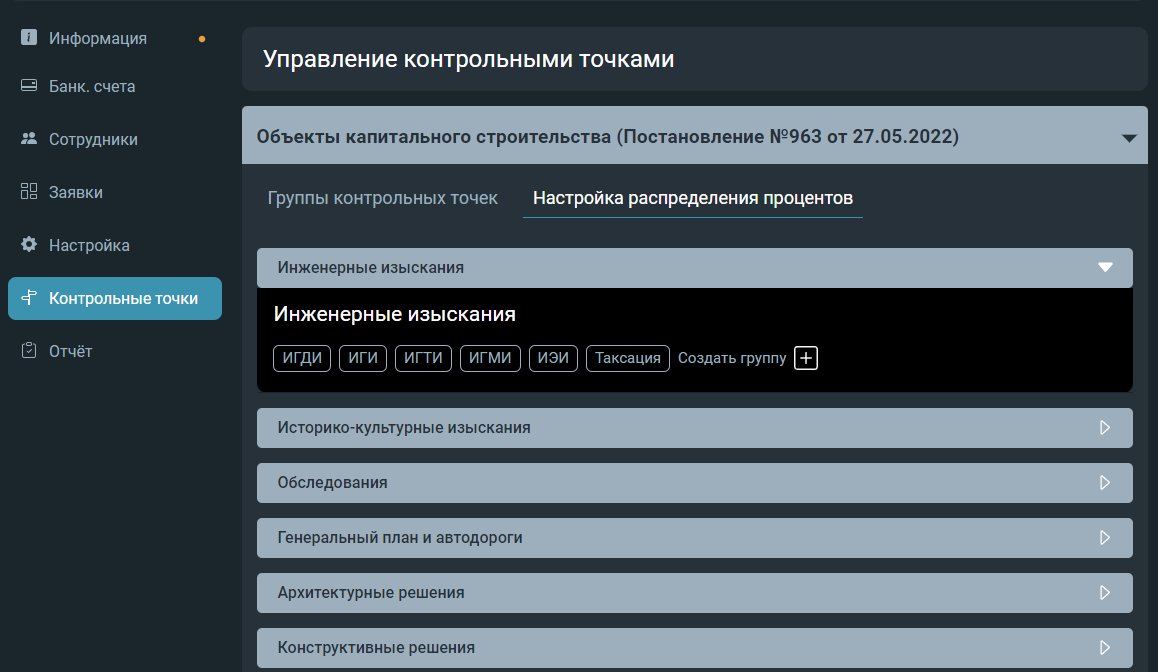 Информация
Банк. счета
Сотрудники
Заявки
Настройка
Контрольные точки
Отчёт
Управление контрольными точками
Объекты капитального строительства (Постановление №963 от 27.05.2022)
Группы контрольных точек
Настройка распределения процентов
Инженерные изыскания
Инженерные изыскания
ИГДИ ИГИ ИГТИ ИГМИ ИЭИ Таксация Создать группу
Историко-культурные изыскания
Обследования
Генеральный план и автодороги
Архитектурные решения
Конструктивные решения